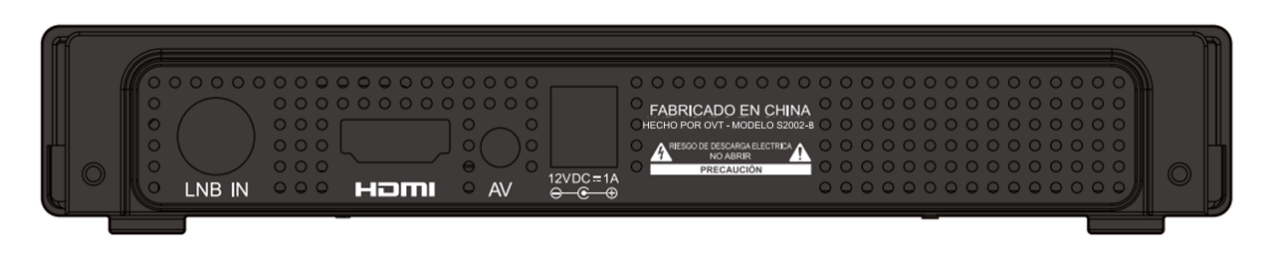 LNB IN
HDMI
AV
12VDC⎓1A
FABRICADO EN CHINA
HECHO POR OVT - MODELO S2002-B
RIESGO DE DESCARGA ELECTRICA
NO ABRIR
PRECAUCIÓN